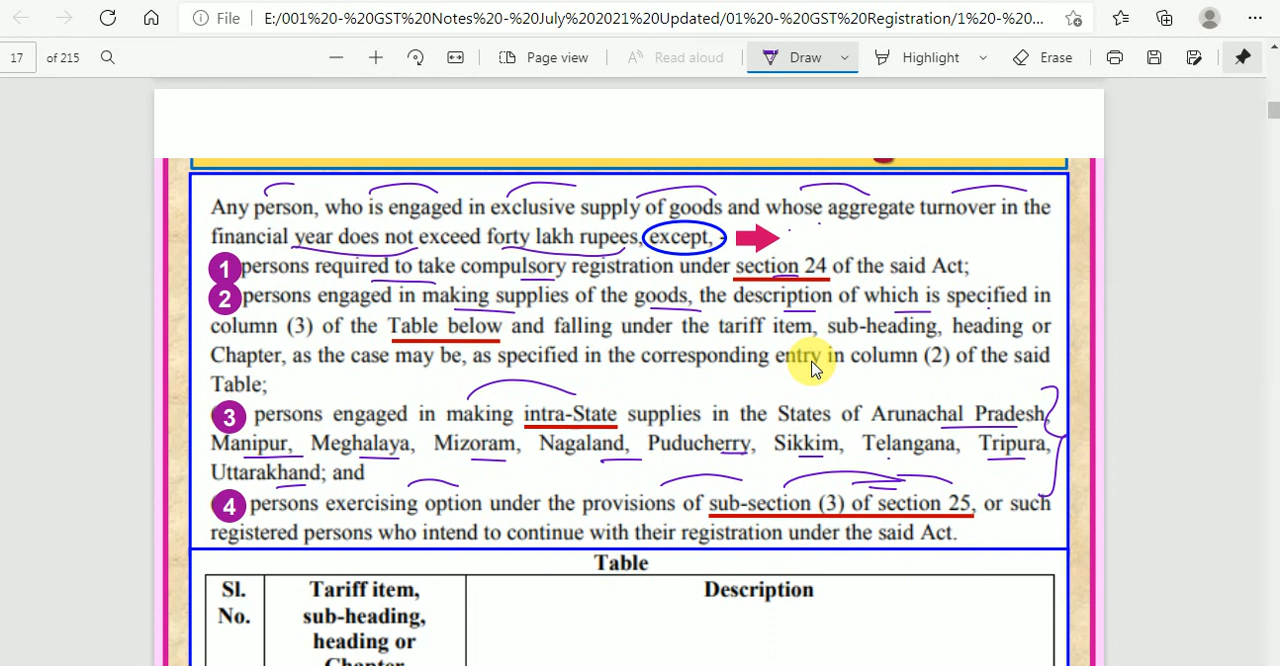 File E:/001%20-%20GST%20Notes%20-%20July%202021%20Updated/01%20-%20GST%20Registration/1%20-%20...
17 of 215 Page view Read aloud Draw Highlight Erase
Any person, who is engaged in exclusive supply of goods and whose aggregate turnover in the
financial year does not exceed forty lakh rupees, except, -
1 persons required to take compulsory registration under section 24 of the said Act;
2 persons engaged in making supplies of the goods, the description of which is specified in
column (3) of the Table below and falling under the tariff item, sub-heading, heading or
Chapter, as the case may be, as specified in the corresponding entry in column (2) of the said
Table;
3 persons engaged in making intra-State supplies in the States of Arunachal Pradesh,
Manipur, Meghalaya, Mizoram, Nagaland, Puducherry, Sikkim, Telangana, Tripura,
Uttarakhand; and
4 persons exercising option under the provisions of sub-section (3) of section 25, or such
registered persons who intend to continue with their registration under the said Act.
Table
Sl. Tariff item, Description
No. sub-heading,
heading or
Chapter